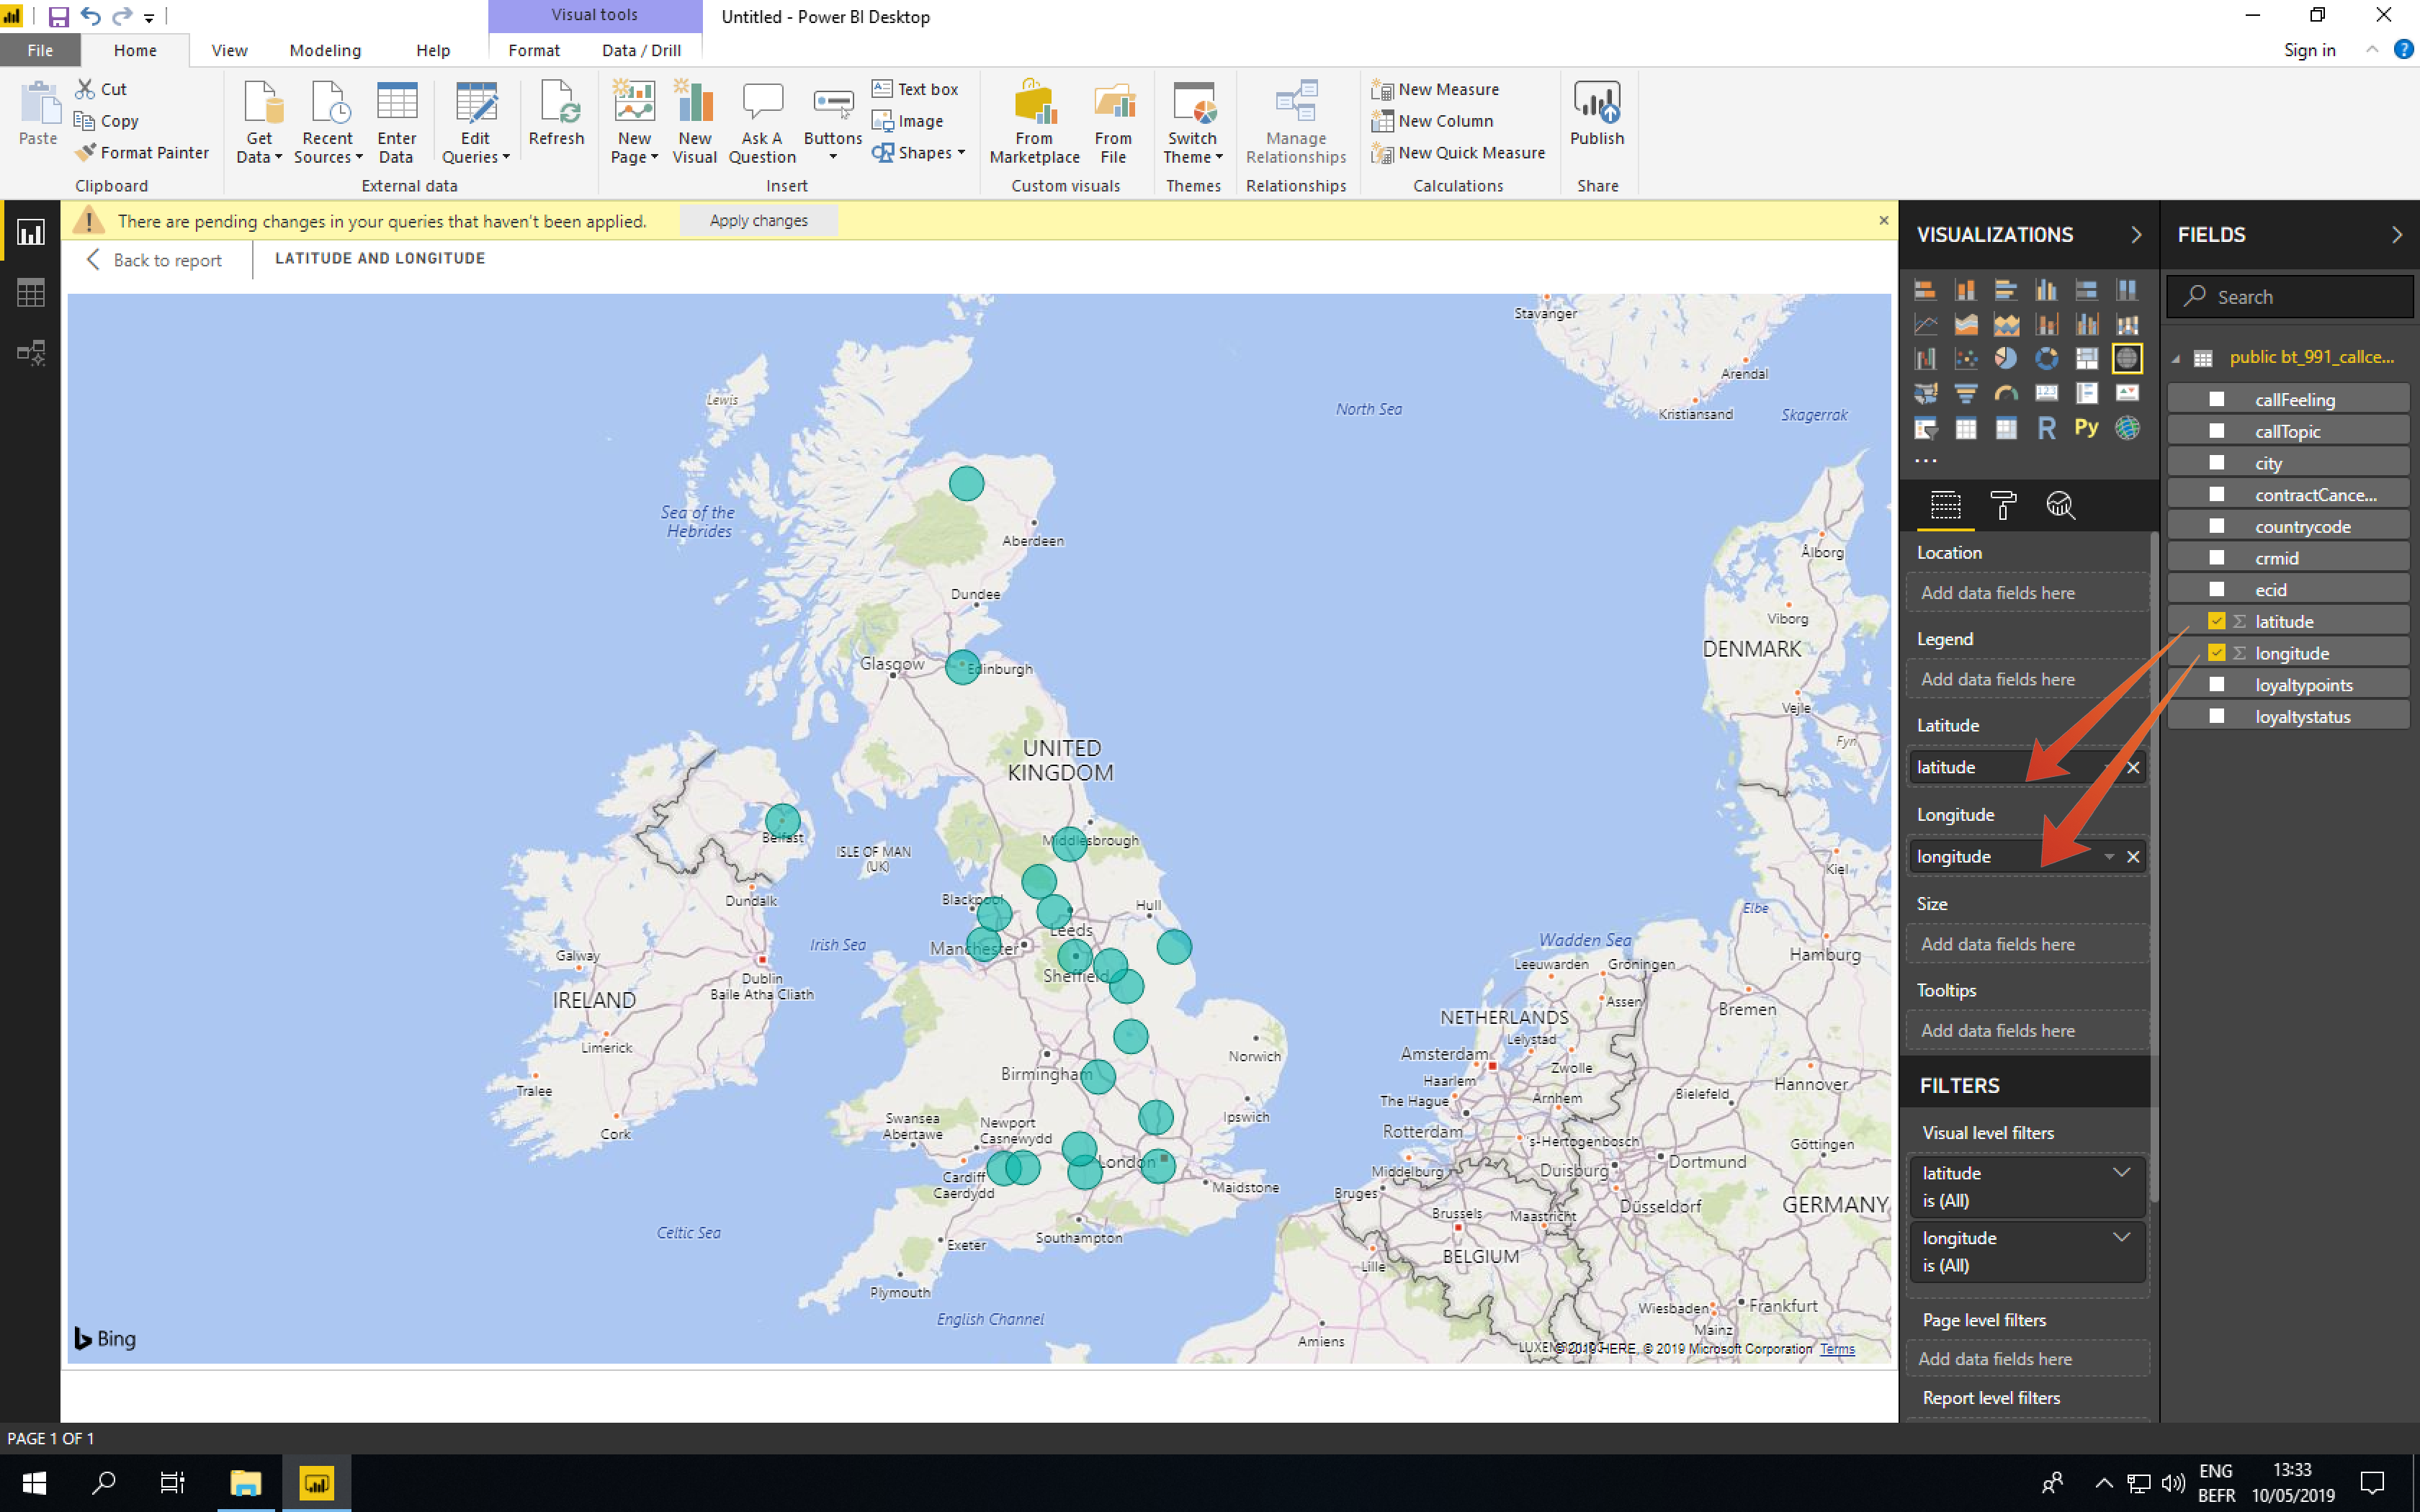 Visual tools
Untitled - Power BI Desktop
File
Home
View
Modeling
Help
Format
Data / Drill
Sign in
?
Paste
Cut
Copy
Format Painter
Clipboard
Get
Data
Recent
Sources
Enter
Data
Edit
Queries
Refresh
External data
New
Page
New
Visual
Ask A
Question
Buttons
Text box
Image
Shapes
Insert
From
Marketplace
From
File
Custom visuals
Switch
Theme
Themes
Manage
Relationships
Relationships
New Measure
New Column
New Quick Measure
Calculations
Publish
Share
There are pending changes in your queries that haven't been applied.
Apply changes
Back to report
LATITUDE AND LONGITUDE
Stavanger
Arendal
Kristiansand
Skagerrak
North Sea
Lewis
Sea of the
Hebrides
Aberdeen
Ålborg
Dundee
Viborg
DENMARK
Glasgow
Edinburgh
Vejle
Fyn
UNITED
KINGDOM
Belfast
ISLE OF MAN
(UK)
Middlesbrough
Kiel
Dundalk
Blackpool
Hull
Elbe
Leeds
Irish Sea
Manchester
Wadden Sea
Hamburg
Galway
Sheffield
Leeuwarden
Groningen
Dublin
Baile Atha Cliath
IRELAND
Assen
Bremen
NETHERLANDS
Lelystad
Limerick
Norwich
Amsterdam
Zwolle
Birmingham
Haarlem
Hannover
Tralee
The Hague
Arnhem
Bielefeld
Swansea
Abertawe
Newport
Casnewydd
Ipswich
Cork
Rotterdam
's-Hertogenbosch
Göttingen
London
Cardiff
Caerdydd
Middelburg
Duisburg
Dortmund
Maidstone
Bruges
Brussels
Maastricht
Düsseldorf
GERMANY
Celtic Sea
Exeter
Southampton
BELGIUM
Lille
Plymouth
English Channel
Wiesbaden
Frankfurt
Mainz
Amiens
Bing
© 2019 HERE, © 2019 Microsoft Corporation Terms
VISUALIZATIONS
123
R
Py
...
Location
Add data fields here
Legend
Add data fields here
Latitude
latitude
Longitude
longitude
Size
Add data fields here
Tooltips
Add data fields here
FILTERS
Visual level filters
latitude
is (All)
longitude
is (All)
Page level filters
Add data fields here
Report level filters
FIELDS
Search
public bt_991_callce...
callFeeling
callTopic
city
contractCance...
countrycode
crmid
ecid
Σ latitude
Σ longitude
loyaltypoints
loyaltystatus
PAGE 1 OF 1
ENG
BEFR
13:33
10/05/2019